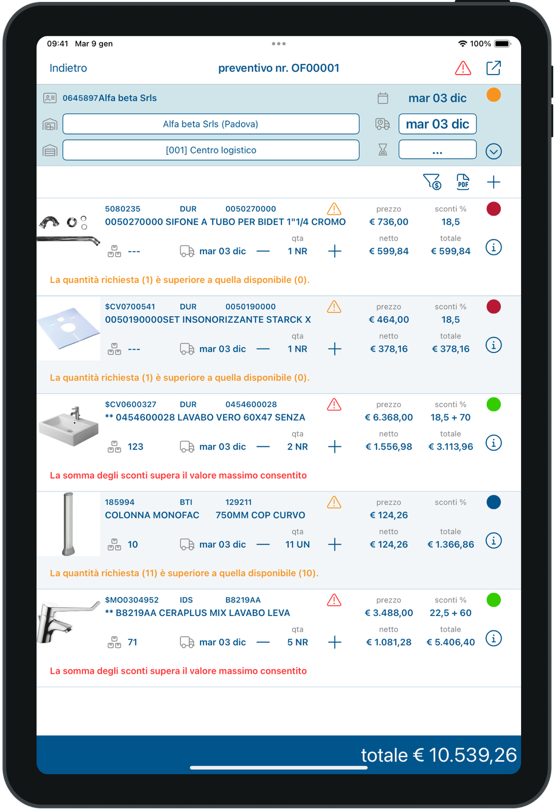 09:41 Mar 9 gen
100%
Indietro
preventivo nr. OF00001
0645897Alfa beta Srls
mar 03 dic
Alfa beta Srls (Padova)
mar 03 dic
[001] Centro logistico
...
PDF
5080235 DUR 0050270000 prezzo sconti %
0050270000 SIFONE A TUBO PER BIDET 1"1/4 CROMO € 736,00 18,5
qta netto totale
--- mar 03 dic 1 NR € 599,84 € 599,84
La quantità richiesta (1) è superiore a quella disponibile (0).
$CV0700541 DUR 0050190000 prezzo sconti %
0050190000SET INSONORIZZANTE STARCK X € 464,00 18,5
qta netto totale
--- mar 03 dic 1 NR € 378,16 € 378,16
La quantità richiesta (1) è superiore a quella disponibile (0).
$CV0600327 DUR 0454600028 prezzo sconti %
** 0454600028 LAVABO VERO 60X47 SENZA € 6.368,00 18,5 + 70
qta netto totale
123 mar 03 dic 2 NR € 1.556,98 € 3.113,96
La somma degli sconti supera il valore massimo consentito
185994 BTI 129211 prezzo sconti %
COLONNA MONOFAC 750MM COP CURVO € 124,26
qta netto totale
10 mar 03 dic 11 UN € 124,26 € 1.366,86
La quantità richiesta (11) è superiore a quella disponibile (10).
$MO0304952 IDS B8219AA prezzo sconti %
** B8219AA CERAPLUS MIX LAVABO LEVA € 3.488,00 22,5 + 60
qta netto totale
71 mar 03 dic 5 NR € 1.081,28 € 5.406,40
La somma degli sconti supera il valore massimo consentito
totale € 10.539,26